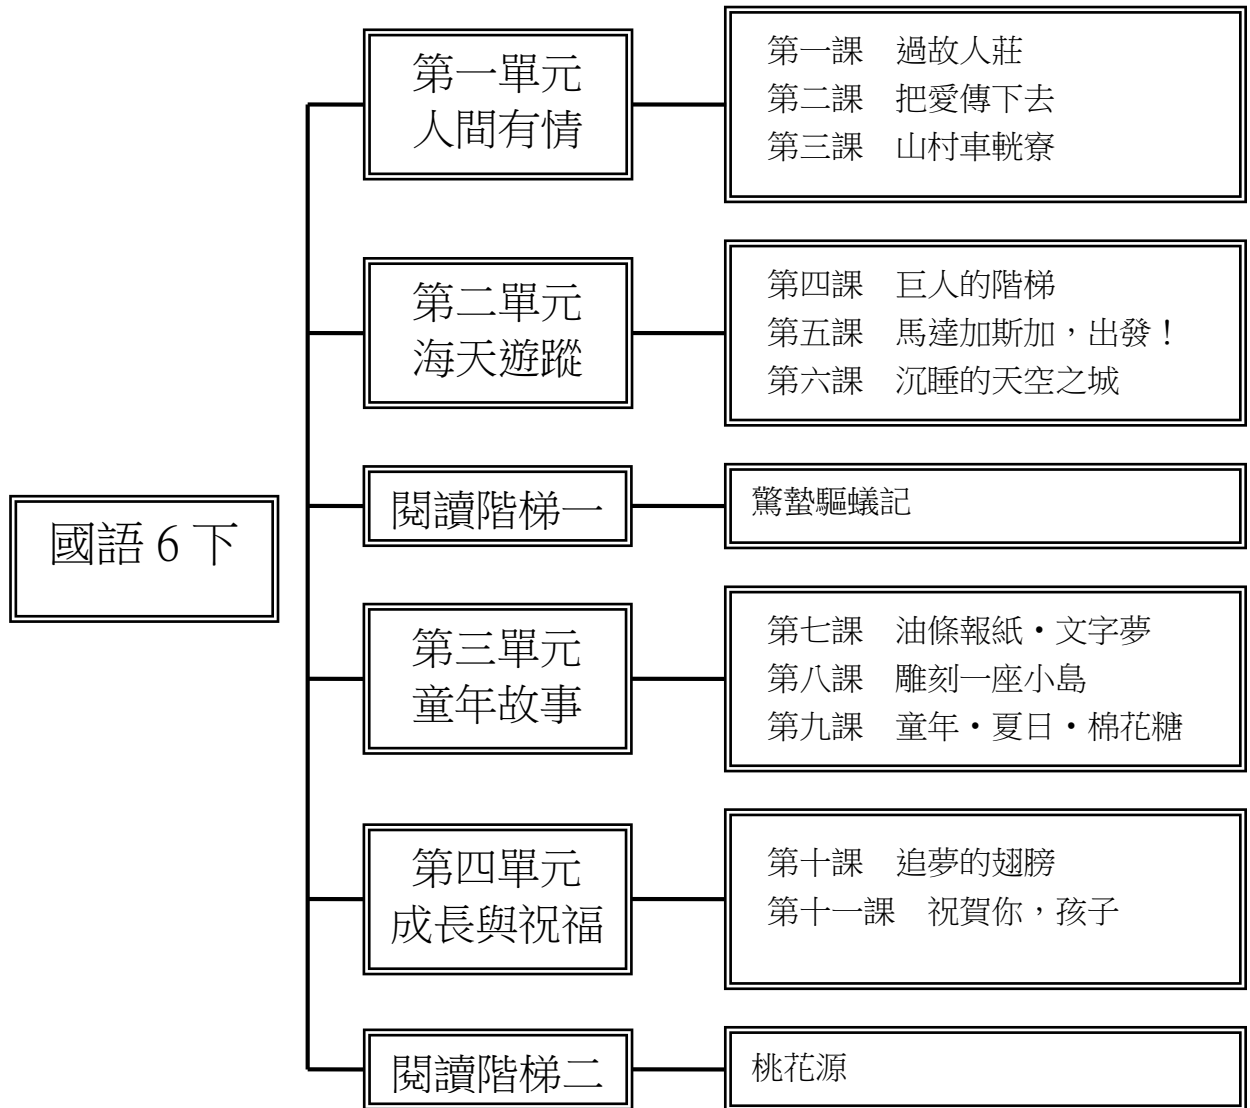 國語 6 下
第一單元
人間有情
第一課　過故人莊
第二課　把愛傳下去
第三課　山村車輄寮
第二單元
海天遊蹤
第四課　巨人的階梯
第五課　馬達加斯加，出發！
第六課　沉睡的天空之城
閱讀階梯一
驚蟄驅蟻記
第三單元
童年故事
第七課　油條報紙・文字夢
第八課　雕刻一座小島
第九課　童年・夏日・棉花糖
第四單元
成長與祝福
第十課　追夢的翅膀
第十一課　祝賀你，孩子
閱讀階梯二
桃花源